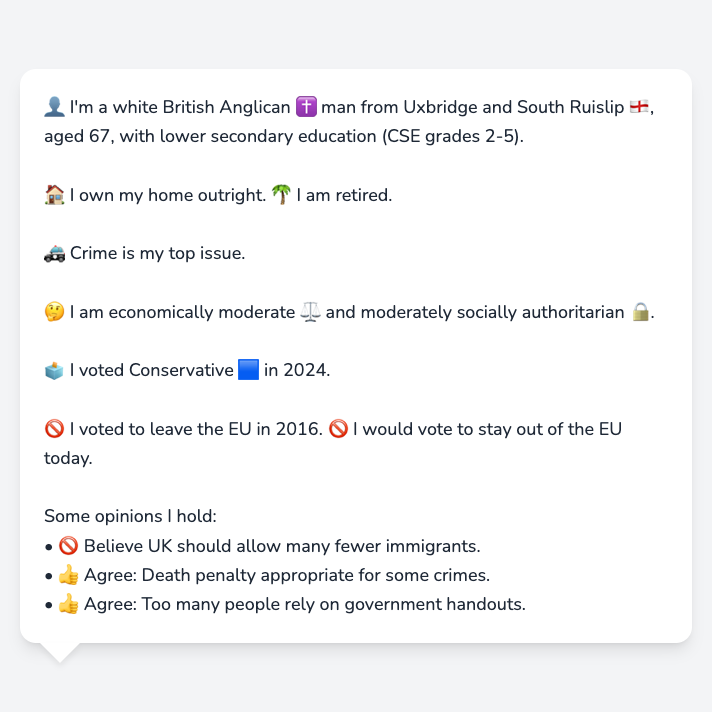 👤 I'm a white British Anglican ✝️ man from Uxbridge and South Ruislip 🏴󠁧󠁢󠁥󠁮󠁧󠁿,
aged 67, with lower secondary education (CSE grades 2-5).
🏠 I own my home outright. 🌴 I am retired.
🚓 Crime is my top issue.
🤔 I am economically moderate ⚖️ and moderately socially authoritarian 🔒.
🗳️ I voted Conservative 🟦 in 2024.
🚫 I voted to leave the EU in 2016. 🚫 I would vote to stay out of the EU
today.
Some opinions I hold:
• 🚫 Believe UK should allow many fewer immigrants.
• 👍 Agree: Death penalty appropriate for some crimes.
• 👍 Agree: Too many people rely on government handouts.